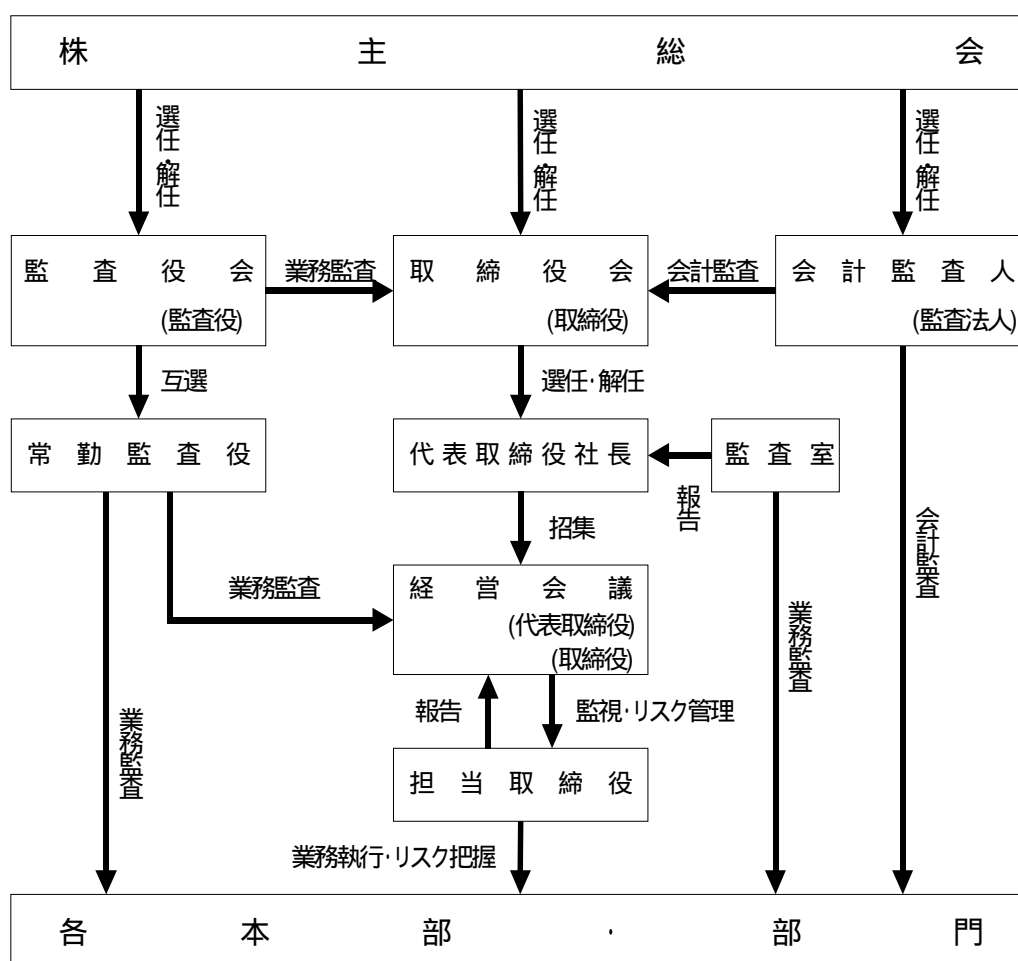 株主総会
選任・解任
選任・解任
選任・解任
監査役会
(監査役)
業務監査
取締役会
(取締役)
会計監査
会計監査人
(監査法人)
互選
選任・解任
常勤監査役
代表取締役社長
監査室
報告
招集
会計監査
業務監査
経営会議
(代表取締役)
(取締役)
業務監査
報告
監視・リスク管理
業務監査
担当取締役
業務執行・リスク把握
各本部・部門